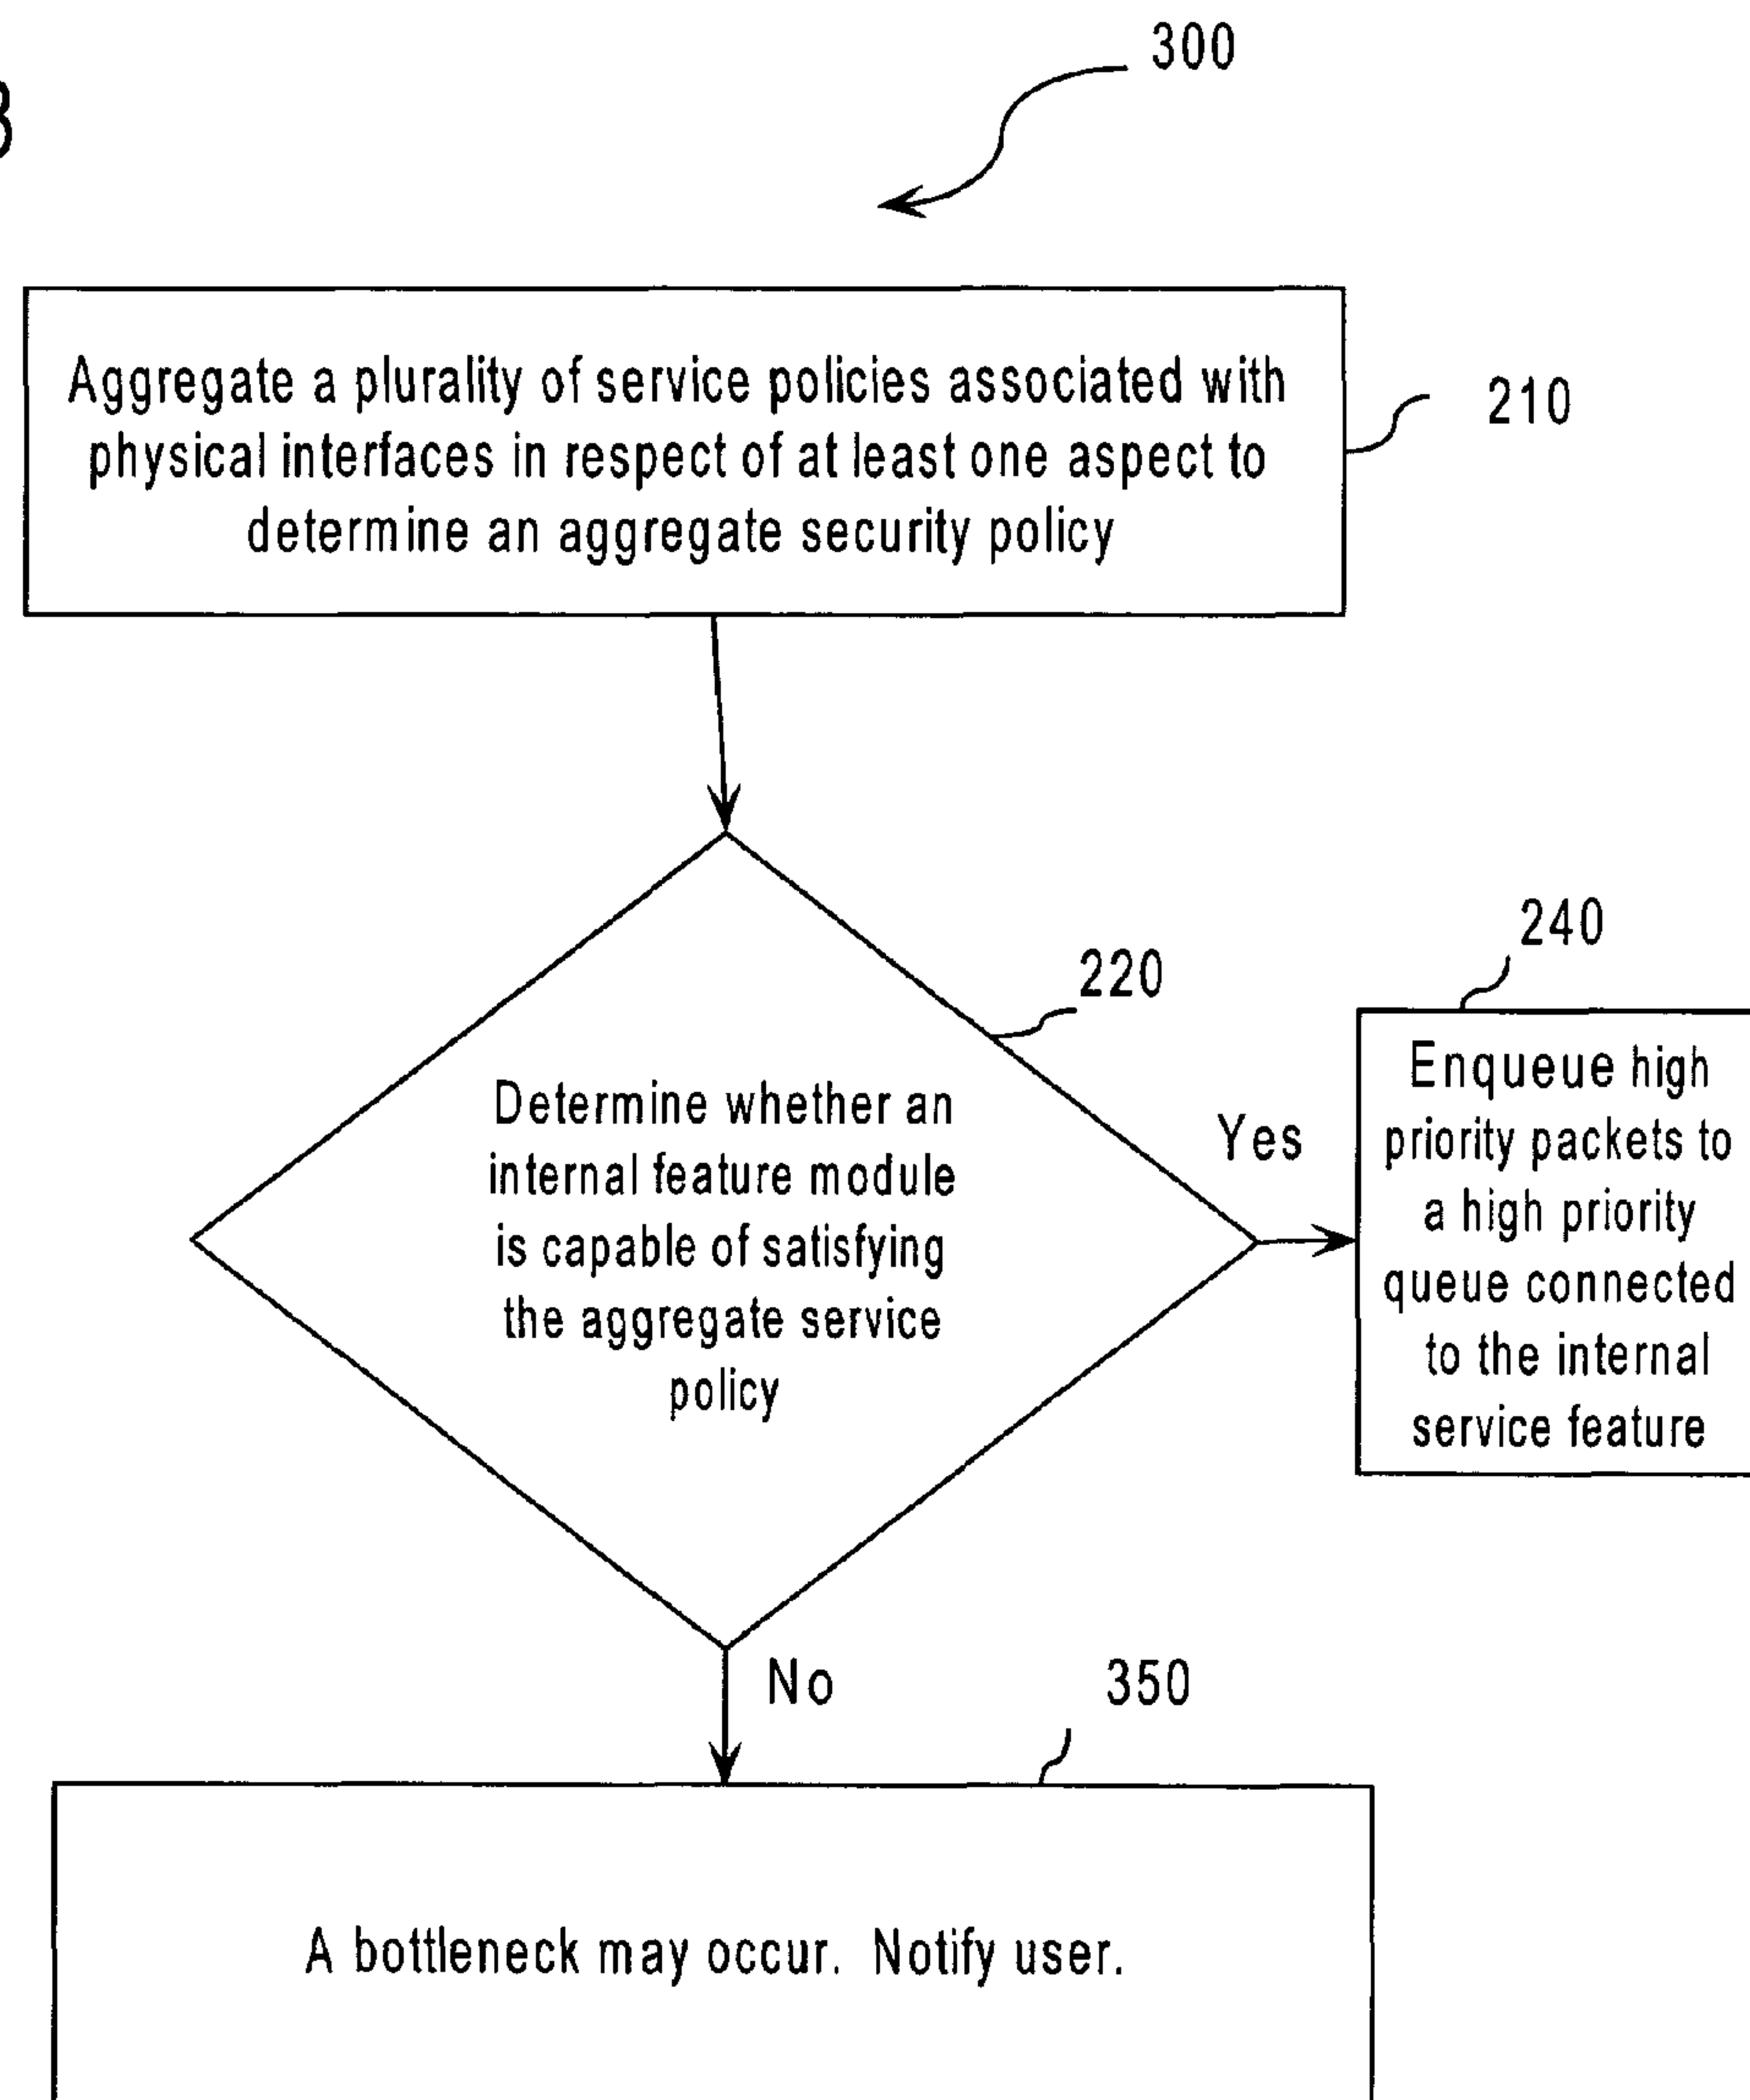 300
Aggregate a plurality of service policies associated with
physical interfaces in respect of at least one aspect to
determine an aggregate security policy
210
220
Determine whether an
internal feature module
is capable of satisfying
the aggregate service
policy
Yes
240
Enqueue high
priority packets to
a high priority
queue connected
to the internal
service feature
No
350
A bottleneck may occur. Notify user.